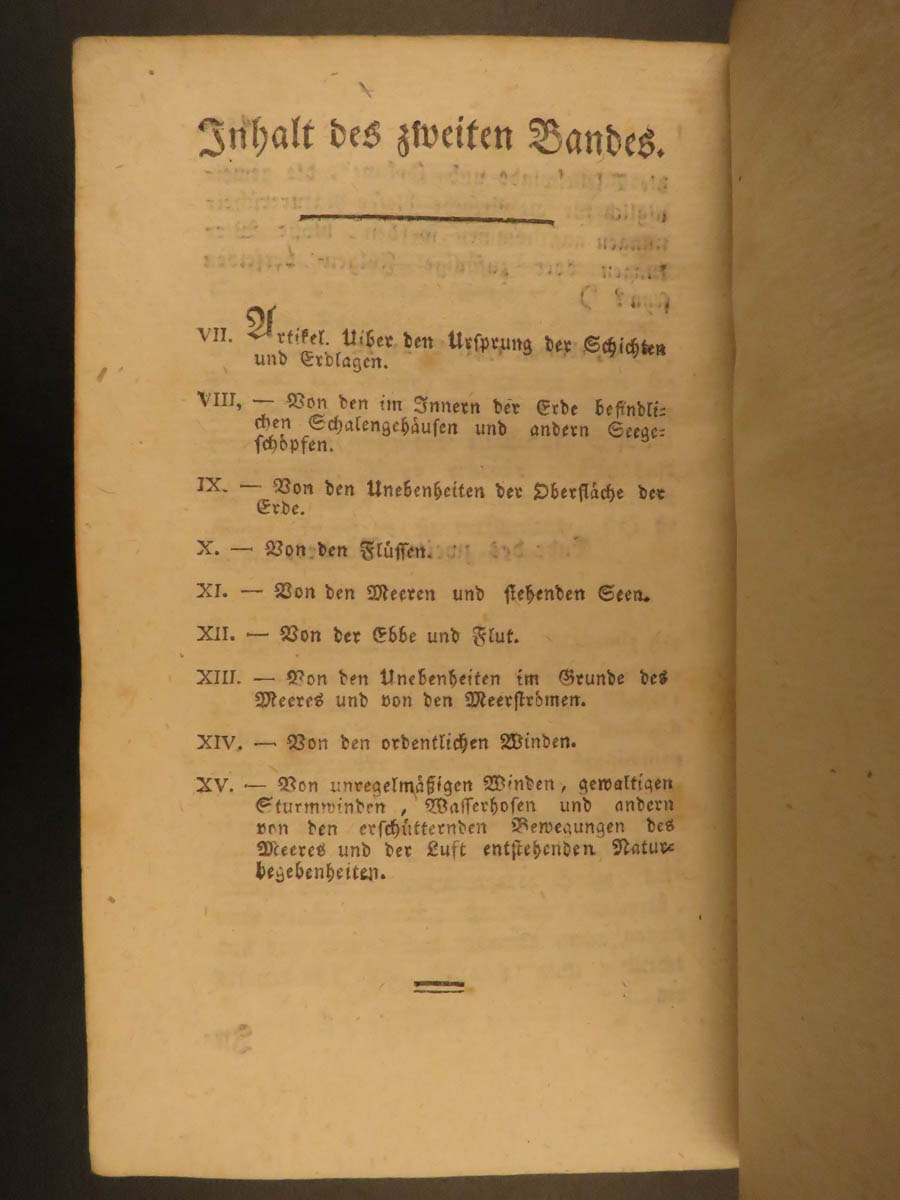 Inhalt des zweiten Bandes.
VII. Artikel. Uiber den Ursprung der Schichten
und Erdlagen.
VIII, — Von den im Innern der Erde befindli⸗
chen Schalengehäusen und andern Seege⸗
schöpfen.
IX. — Von den Unebenheiten der Oberfläche der
Erde.
X. — Von den Flüssen.
XI. — Von den Meeren und stehenden Seen.
XII. — Von der Ebbe und Flut.
XIII. — Von den Unebenheiten im Grunde des
Meeres und von den Meerströmen.
XIV. — Von den ordentlichen Winden.
XV. — Von unregelmäßigen Winden, gewaltigen
Sturmwinden, Wasserhosen und andern
von den erschütternden Bewegungen des
Meeres und der Luft entstehenden Natur⸗
begebenheiten.